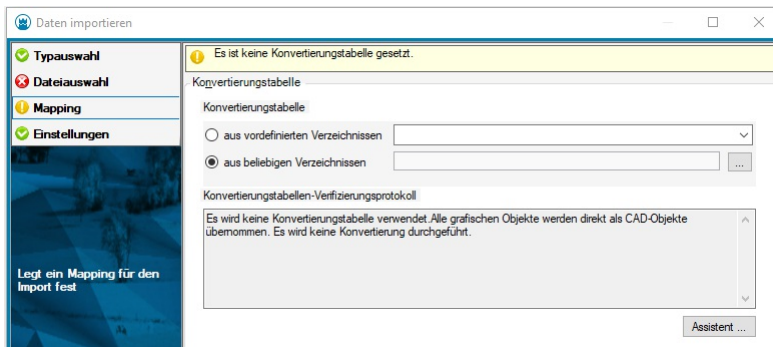 Daten importieren
Typauswahl
Dateiauswahl
Mapping
Einstellungen
Legt ein Mapping für den
Import fest
Es ist keine Konvertierungstabelle gesetzt.
Konvertierungstabelle
Konvertierungstabelle
aus vordefinierten Verzeichnissen
aus beliebigen Verzeichnissen
...
Konvertierungstabellen-Verifizierungsprotokoll
Es wird keine Konvertierungstabelle verwendet.Alle grafischen Objekte werden direkt als CAD-Objekte
übernommen. Es wird keine Konvertierung durchgeführt.
Assistent ...